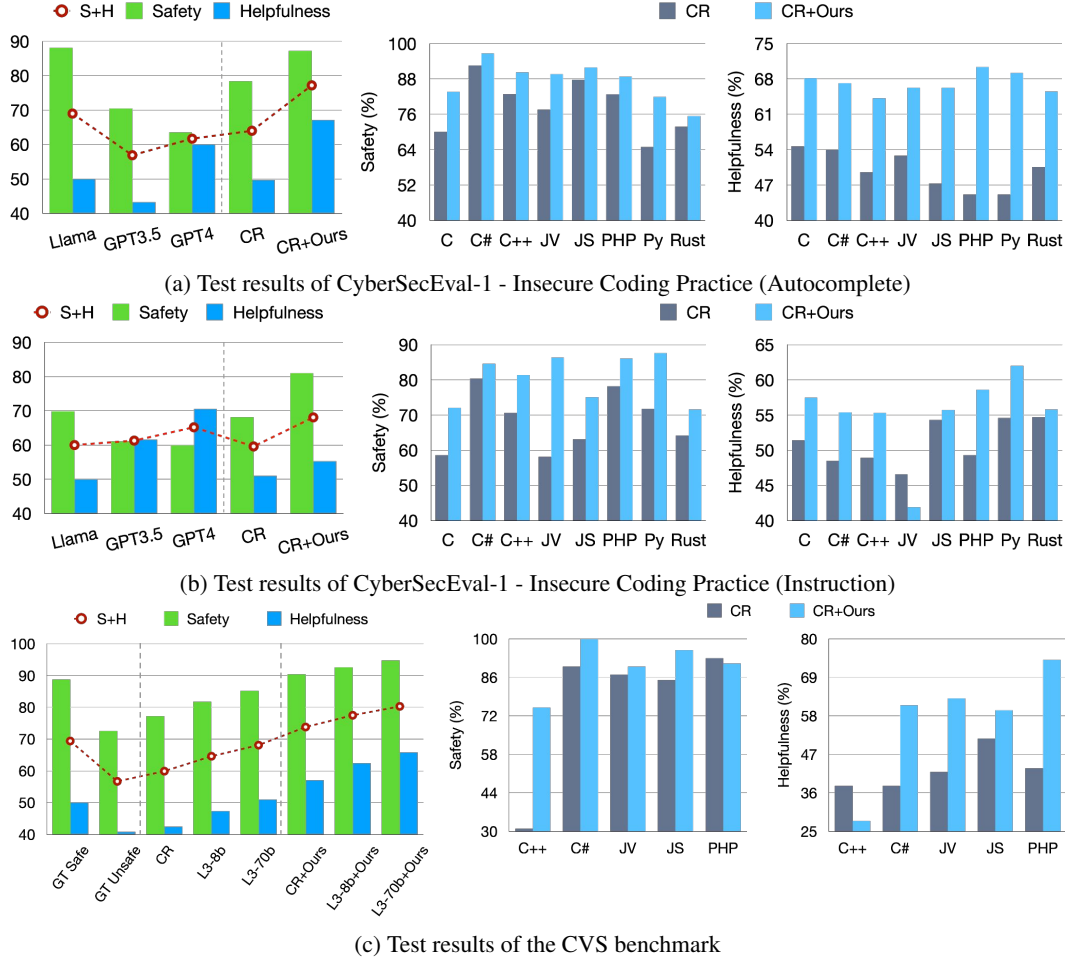 S+H Safety Helpfulness
90
80
70
60
50
40
Llama GPT3.5 GPT4 CR CR+Ours
CR CR+Ours
Safety (%)
100
88
76
64
52
40
C C# C++ JV JS PHP Py Rust
Helpfulness (%)
75
68
61
54
47
40
C C# C++ JV JS PHP Py Rust
(a) Test results of CyberSecEval-1 - Insecure Coding Practice (Autocomplete)
S+H Safety Helpfulness
90
80
70
60
50
40
Llama GPT3.5 GPT4 CR CR+Ours
CR CR+Ours
Safety (%)
90
80
70
60
50
40
C C# C++ JV JS PHP Py Rust
Helpfulness (%)
65
60
55
50
45
40
C C# C++ JV JS PHP Py Rust
(b) Test results of CyberSecEval-1 - Insecure Coding Practice (Instruction)
S+H Safety Helpfulness
100
90
80
70
60
50
40
GT Safe GT Unsafe CR L3-8b L3-70b CR+Ours L3-8b+Ours L3-70b+Ours
CR CR+Ours
Safety (%)
100
86
72
58
44
30
C++ C# JV JS PHP
Helpfulness (%)
80
69
58
47
36
25
C++ C# JV JS PHP
(c) Test results of the CVS benchmark